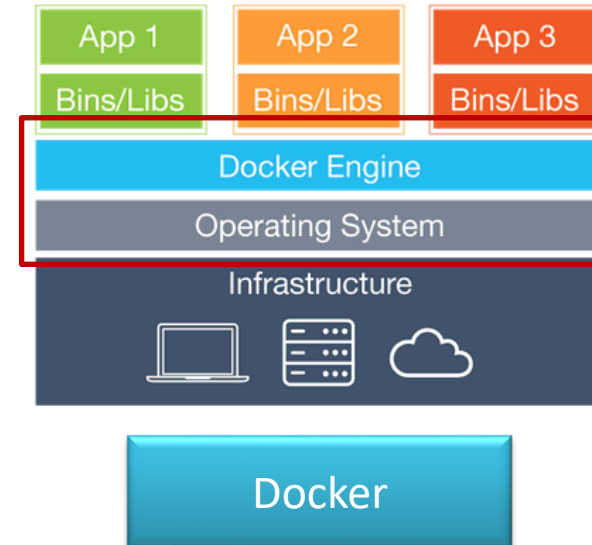 App 1 App 2 App 3
Bins/Libs Bins/Libs Bins/Libs
Docker Engine
Operating System
Infrastructure
Docker